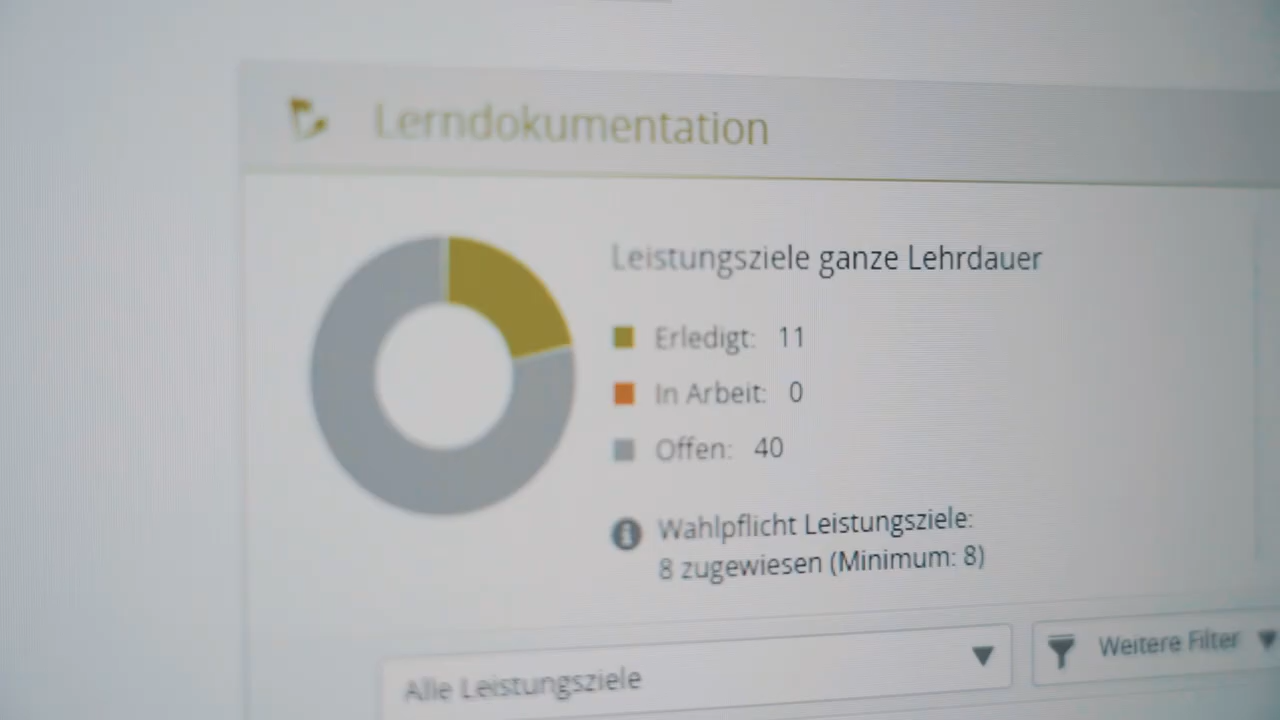 Lerndokumentation
Leistungsziele ganze Lehrdauer
Erledigt: 11
In Arbeit: 0
Offen: 40
Wahlpflicht Leistungsziele:
8 zugewiesen (Minimum: 8)
Alle Leistungsziele
Weitere Filter